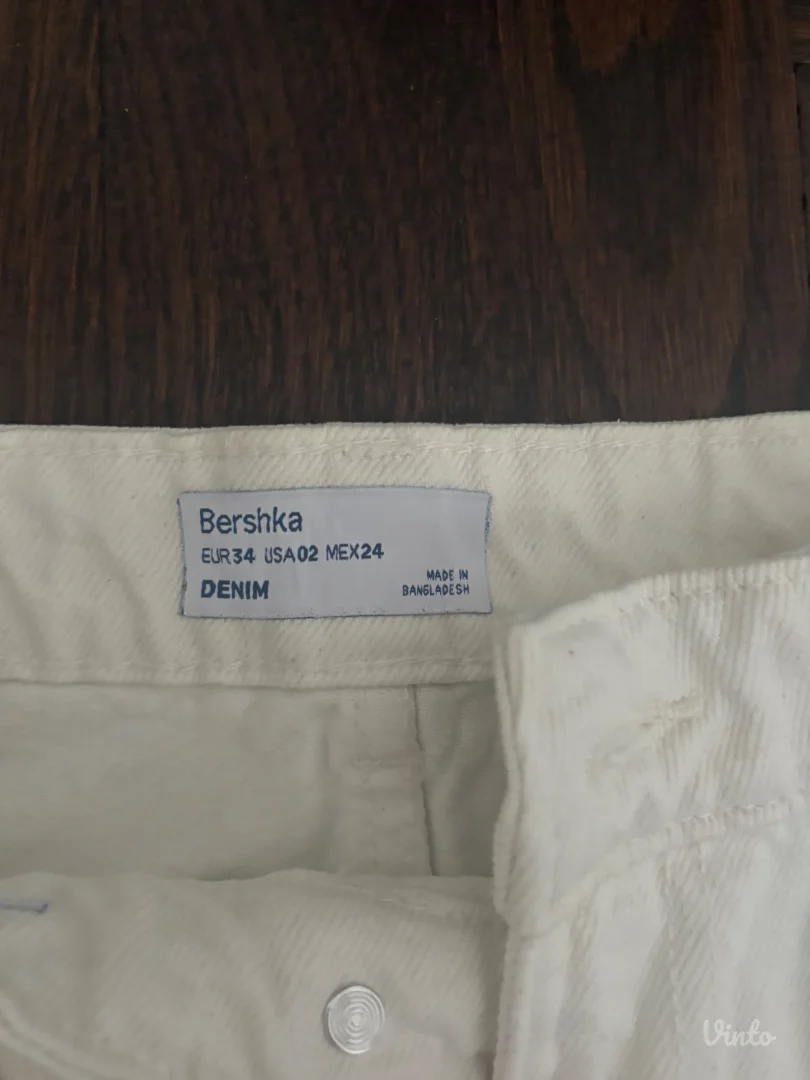 Bershka
EUR34 USA02 MEX24
DENIM
MADE IN
BANGLADESH
Vinto